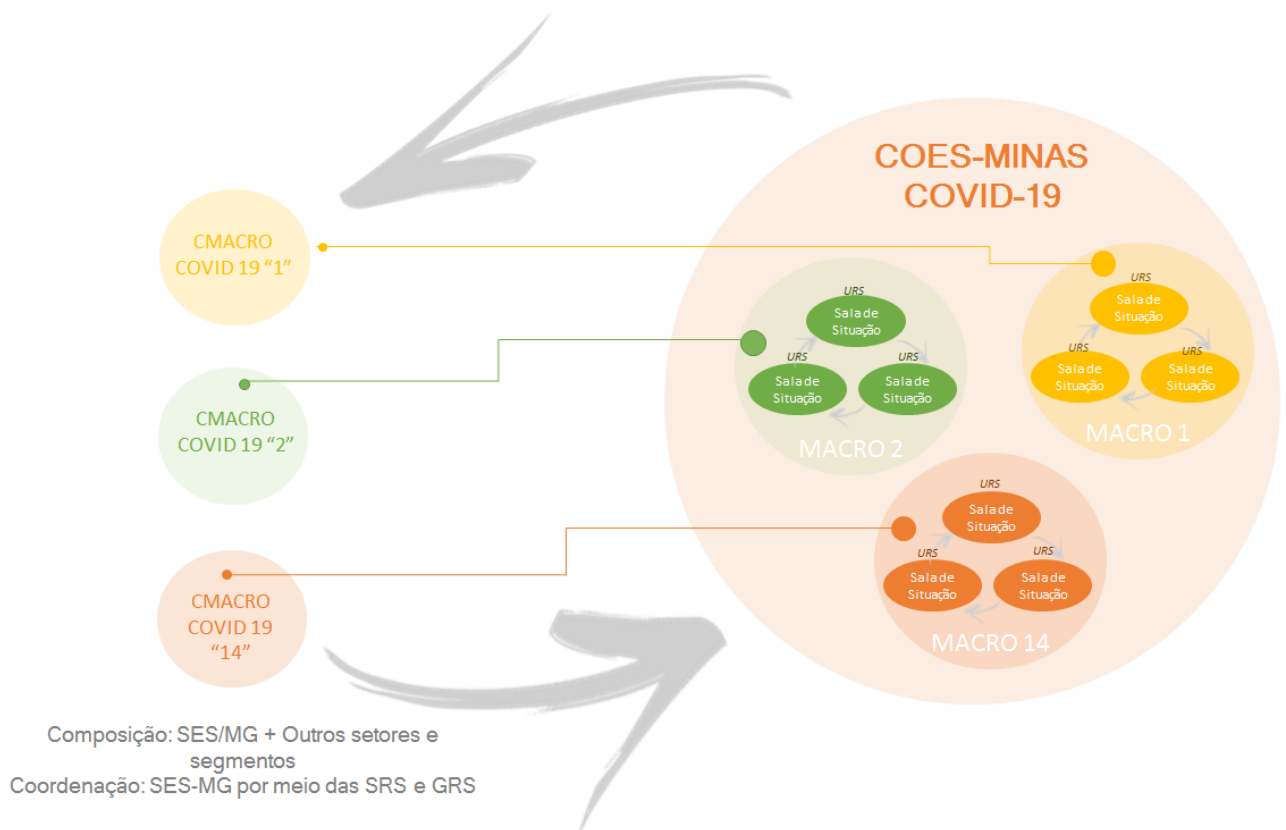 COES-MINAS
COVID-19
CMACRO
COVID 19 “1”
CMACRO
COVID 19 “2”
CMACRO
COVID 19
“14”
URS
Sala de
Situação
URS
Sala de
Situação
URS
Sala de
Situação
MACRO 2
URS
Sala de
Situação
URS
Sala de
Situação
URS
Sala de
Situação
MACRO 1
URS
Sala de
Situação
URS
Sala de
Situação
URS
Sala de
Situação
MACRO 14
Composição: SES/MG + Outros setores e
segmentos
Coordenação: SES-MG por meio das SRS e GRS